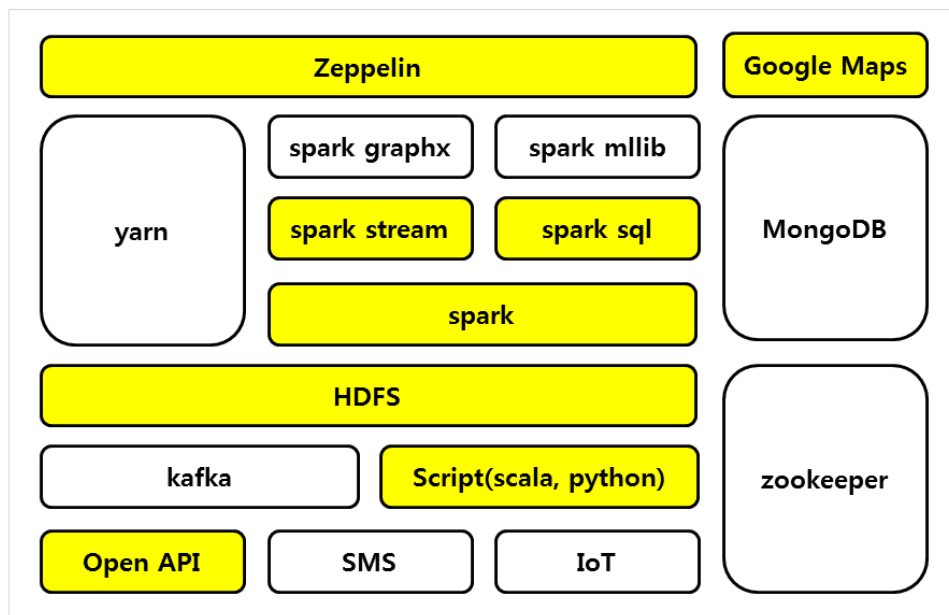 Zeppelin
Google Maps
yarn
spark graphx
spark mllib
spark stream
spark sql
spark
MongoDB
HDFS
kafka
Script(scala, python)
zookeeper
Open API
SMS
IoT